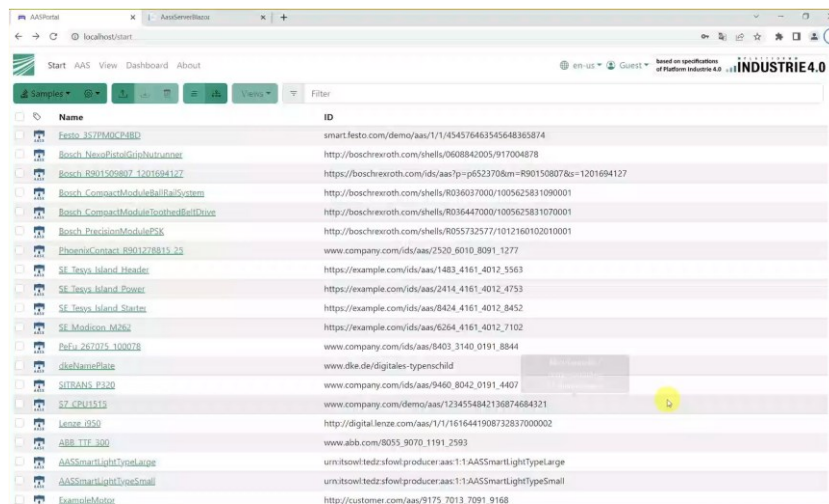 AASPortal
AasxServerBlazor
localhost/start
Start AAS View Dashboard About
en-us Guest
based on specifications
of Platform Industrie 4.0
PLATTFORM
INDUSTRIE4.0
Samples Views Filter
Name ID
Festo_3S7PM0CP4BD smart.festo.com/demo/aas/1/1/454576463545648365874
Bosch_NexoPistolGripNutrunner http://boschrexroth.com/shells/0608842005/917004878
Bosch_R901509807_1201694127 https://boschrexroth.com/ids/aas?p=p652370&m=R90150807&s=1201694127
Bosch_CompactModuleBallRailSystem http://boschrexroth.com/shells/R036037000/1005625831090001
Bosch_CompactModuleToothedBeltDrive http://boschrexroth.com/shells/R036447000/1005625831070001
Bosch_PrecisionModulePSK http://boschrexroth.com/shells/R055732577/1012160102010001
PhoenixContact_R901278815_25 www.company.com/ids/aas/2520_6010_8091_1277
SE_Tesys_Island_Header https://example.com/ids/aas/1483_4161_4012_5563
SE_Tesys_Island_Power https://example.com/ids/aas/2414_4161_4012_4753
SE_Tesys_Island_Starter https://example.com/ids/aas/8424_4161_4012_8452
SE_Modicon_M262 https://example.com/ids/aas/6264_4161_4012_7102
PeFu_267075_100078 www.company.com/ids/aas/8403_3140_0191_8844
dkeNamePlate www.dke.de/digitales-typenschild
SITRANS_P320 www.company.com/ids/aas/9460_8042_0191_4407
S7_CPU1515 www.company.com/demo/aas/1234554842136874684321
Lenze_i950 http://digital.lenze.com/aas/1/1/1616441908732837000002
ABB_TTF_300 www.abb.com/8055_9070_1191_2593
AASSmartLightTypeLarge urn:itsowl:tedz:sfowl:producer:aas:1:1:AASSmartLightTypeLarge
AASSmartLightTypeSmall urn:itsowl:tedz:sfowl:producer:aas:1:1:AASSmartLightTypeSmall
ExampleMotor http://customer.com/aas/9175_7013_7091_9168